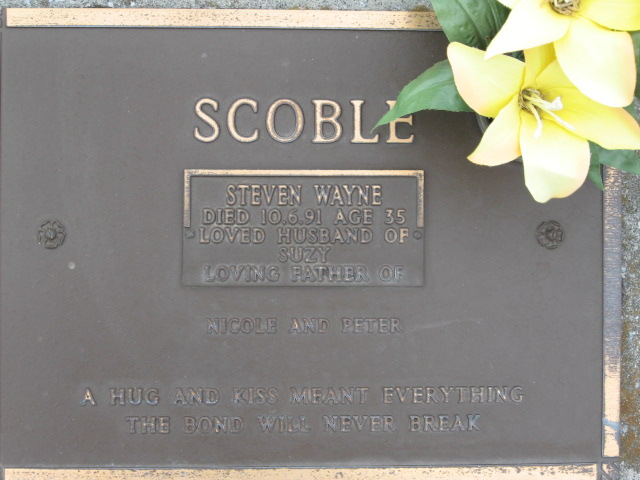 SCOBLE
STEVEN WAYNE
DIED 10.6.91 AGE 35
LOVED HUSBAND OF
SUZY
LOVING FATHER OF
NICOLE AND PETER
A HUG AND KISS MEANT EVERYTHING
THE BOND WILL NEVER BREAK